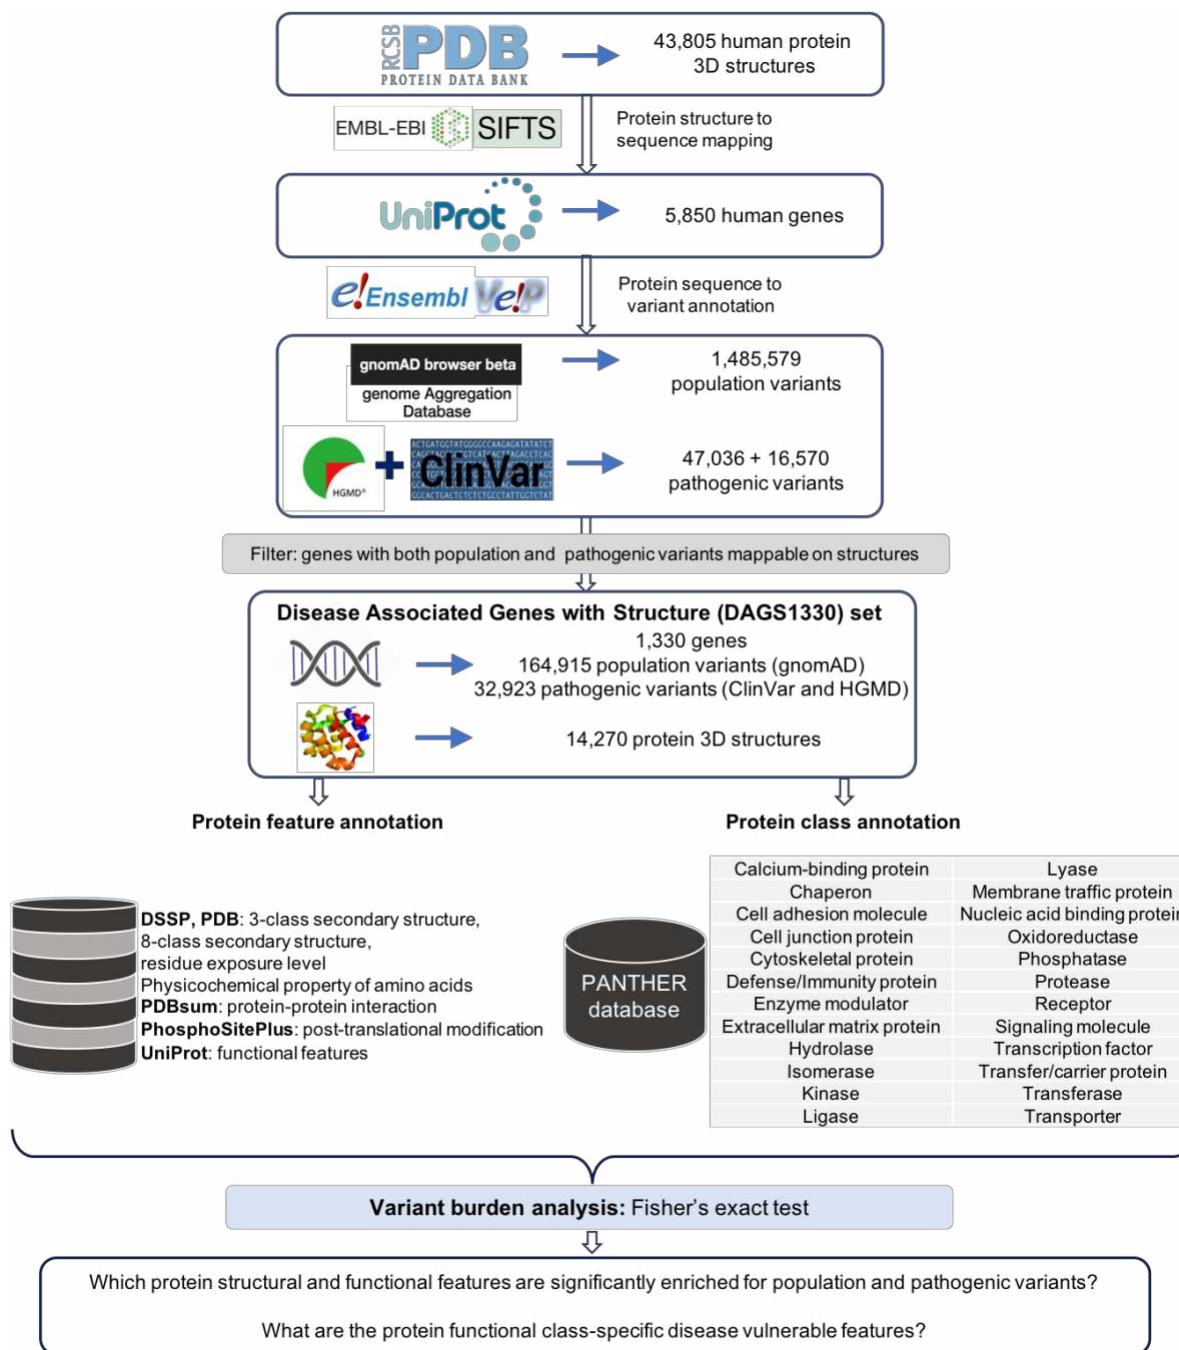 RCSB
PDB
PROTEIN DATA BANK
43,805 human protein
3D structures
EMBL-EBI
SIFTS
Protein structure to
sequence mapping
UniProt
5,850 human genes
e!Ensembl
Ve!P
Protein sequence to
variant annotation
gnomAD browser beta
genome Aggregation
Database
1,485,579
population variants
HGMD®
+
ClinVar
47,036 + 16,570
pathogenic variants
Filter: genes with both population and pathogenic variants mappable on structures
Disease Associated Genes with Structure (DAGS1330) set
1,330 genes
164,915 population variants (gnomAD)
32,923 pathogenic variants (ClinVar and HGMD)
14,270 protein 3D structures
Protein feature annotation
DSSP, PDB: 3-class secondary structure,
8-class secondary structure,
residue exposure level
Physicochemical property of amino acids
PDBsum: protein-protein interaction
PhosphoSitePlus: post-translational modification
UniProt: functional features
Protein class annotation
PANTHER
database
Calcium-binding protein Lyase
Chaperon Membrane traffic protein
Cell adhesion molecule Nucleic acid binding protein
Cell junction protein Oxidoreductase
Cytoskeletal protein Phosphatase
Defense/Immunity protein Protease
Enzyme modulator Receptor
Extracellular matrix protein Signaling molecule
Hydrolase Transcription factor
Isomerase Transfer/carrier protein
Kinase Transferase
Ligase Transporter
Variant burden analysis: Fisher's exact test
Which protein structural and functional features are significantly enriched for population and pathogenic variants?
What are the protein functional class-specific disease vulnerable features?